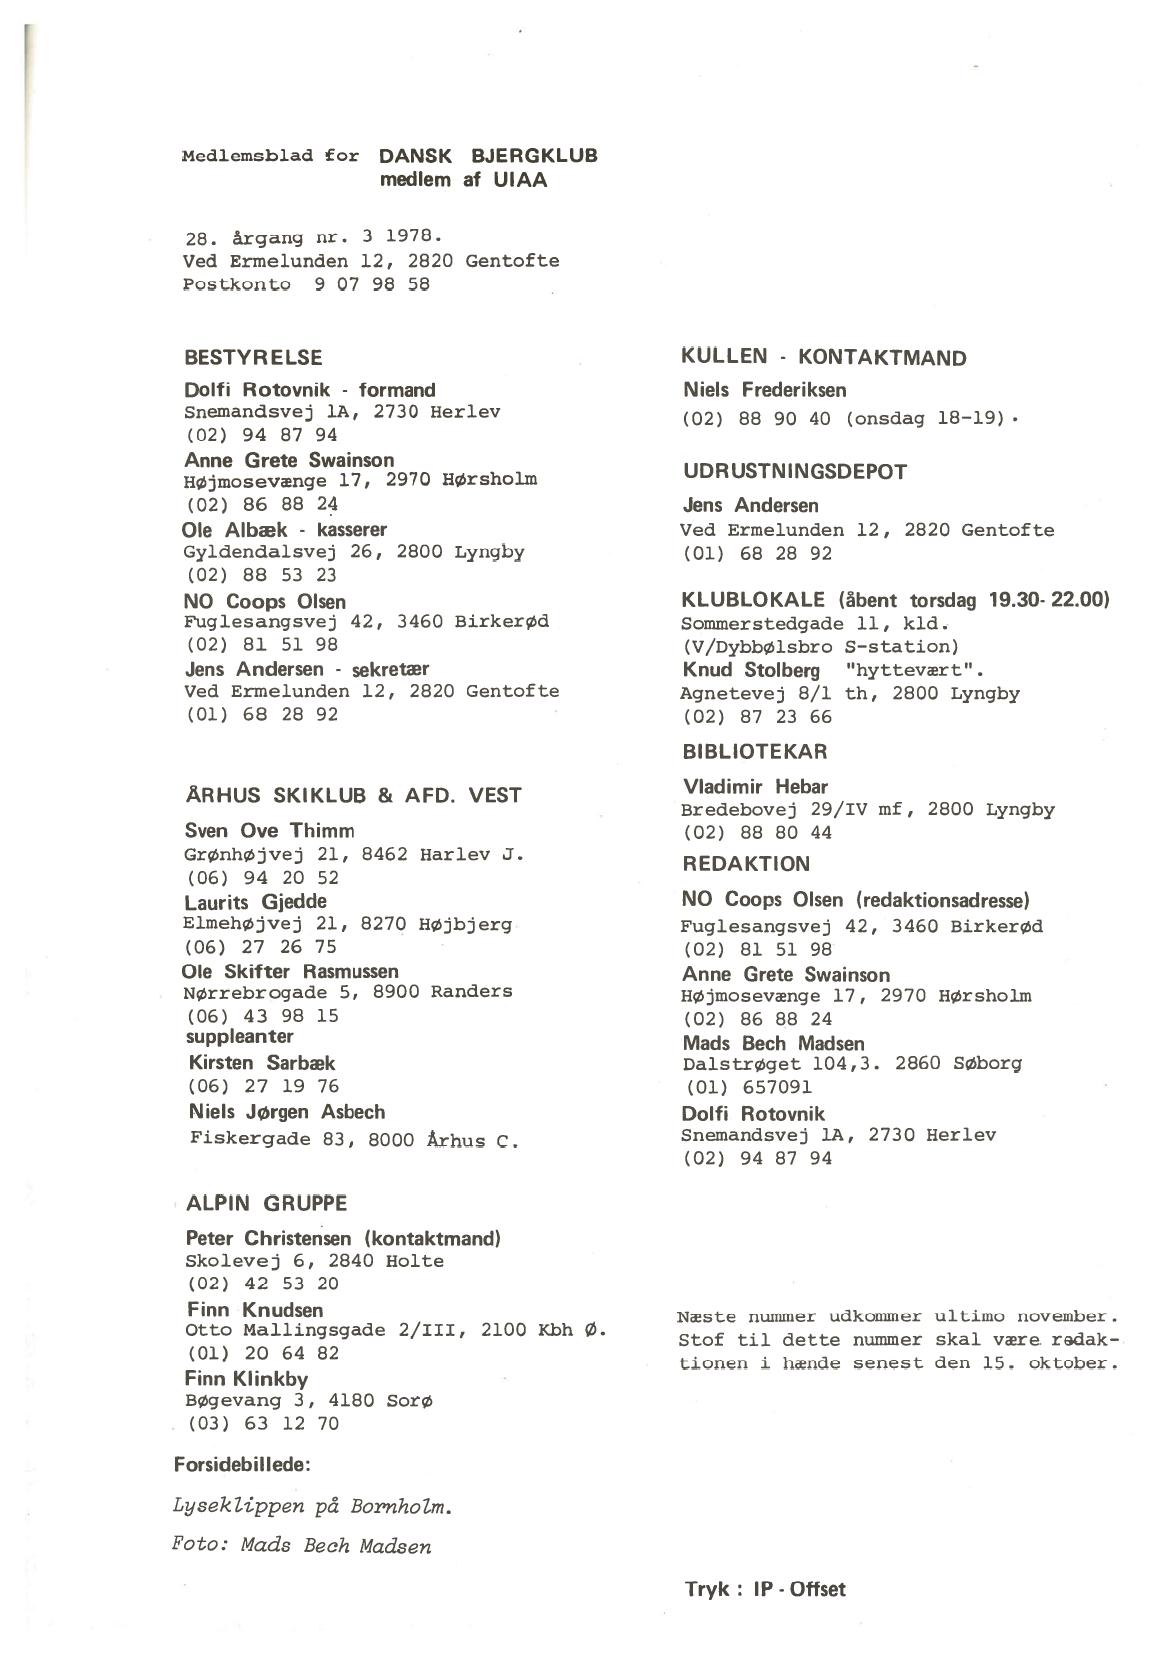 Medlemsblad for DANSK BJERGKLUB
medlem af UIAA
28. årgang nr. 3 1978.
Ved Ermelunden 12, 2820 Gentofte
Postkonto 9 07 98 58
BESTYRELSE
Dolfi Rotovnik - formand
Snemandsvej 1A, 2730 Herlev
(02) 94 87 94
Anne Grete Swainson
Højmosevænge 17, 2970 Hørsholm
(02) 86 88 24
Ole Albæk - kasserer
Gyldendalsvej 26, 2800 Lyngby
(02) 88 53 23
NO Coops Olsen
Fuglesangsvej 42, 3460 Birkerød
(02) 81 51 98
Jens Andersen - sekretær
Ved Ermelunden 12, 2820 Gentofte
(01) 68 28 92
ÅRHUS SKIKLUB & AFD. VEST
Sven Ove Thimm
Grønhøjvej 21, 8462 Harlev J.
(06) 94 20 52
Laurits Gjedde
Elmehøjvej 21, 8270 Højbjerg
(06) 27 26 75
Ole Skifter Rasmussen
Nørrebrogade 5, 8900 Randers
(06) 43 98 15
suppleanter
Kirsten Sarbæk
(06) 27 19 76
Niels Jørgen Asbech
Fiskergade 83, 8000 Århus C.
ALPIN GRUPPE
Peter Christensen (kontaktmand)
Skolevej 6, 2840 Holte
(02) 42 53 20
Finn Knudsen
Otto Mallingsgade 2/III, 2100 Kbh Ø.
(01) 20 64 82
Finn Klinkby
Bøgevang 3, 4180 Sorø
(03) 63 12 70
Forsidebillede:
Lyseklippen på Bornholm.
Foto: Mads Bech Madsen
KULLEN - KONTAKTMAND
Niels Frederiksen
(02) 88 90 40 (onsdag 18-19).
UDRUSTNINGSDEPOT
Jens Andersen
Ved Ermelunden 12, 2820 Gentofte
(01) 68 28 92
KLUBLOKALE (åbent torsdag 19.30-22.00)
Sommerstedgade 11, kld.
(V/Dybbølsbro S-station)
Knud Stolberg "hyttevært".
Agnetevej 8/1 th, 2800 Lyngby
(02) 87 23 66
BIBLIOTEKAR
Vladimir Hebar
Bredebovej 29/IV mf, 2800 Lyngby
(02) 88 80 44
REDAKTION
NO Coops Olsen (redaktionsadresse)
Fuglesangsvej 42, 3460 Birkerød
(02) 81 51 98
Anne Grete Swainson
Højmosevænge 17, 2970 Hørsholm
(02) 86 88 24
Mads Bech Madsen
Dalstrøget 104,3. 2860 Søborg
(01) 657091
Dolfi Rotovnik
Snemandsvej 1A, 2730 Herlev
(02) 94 87 94
Næste nummer udkommer ultimo november.
Stof til dette nummer skal være redak-
tionen i hænde senest den 15. oktober.
Tryk : IP - Offset